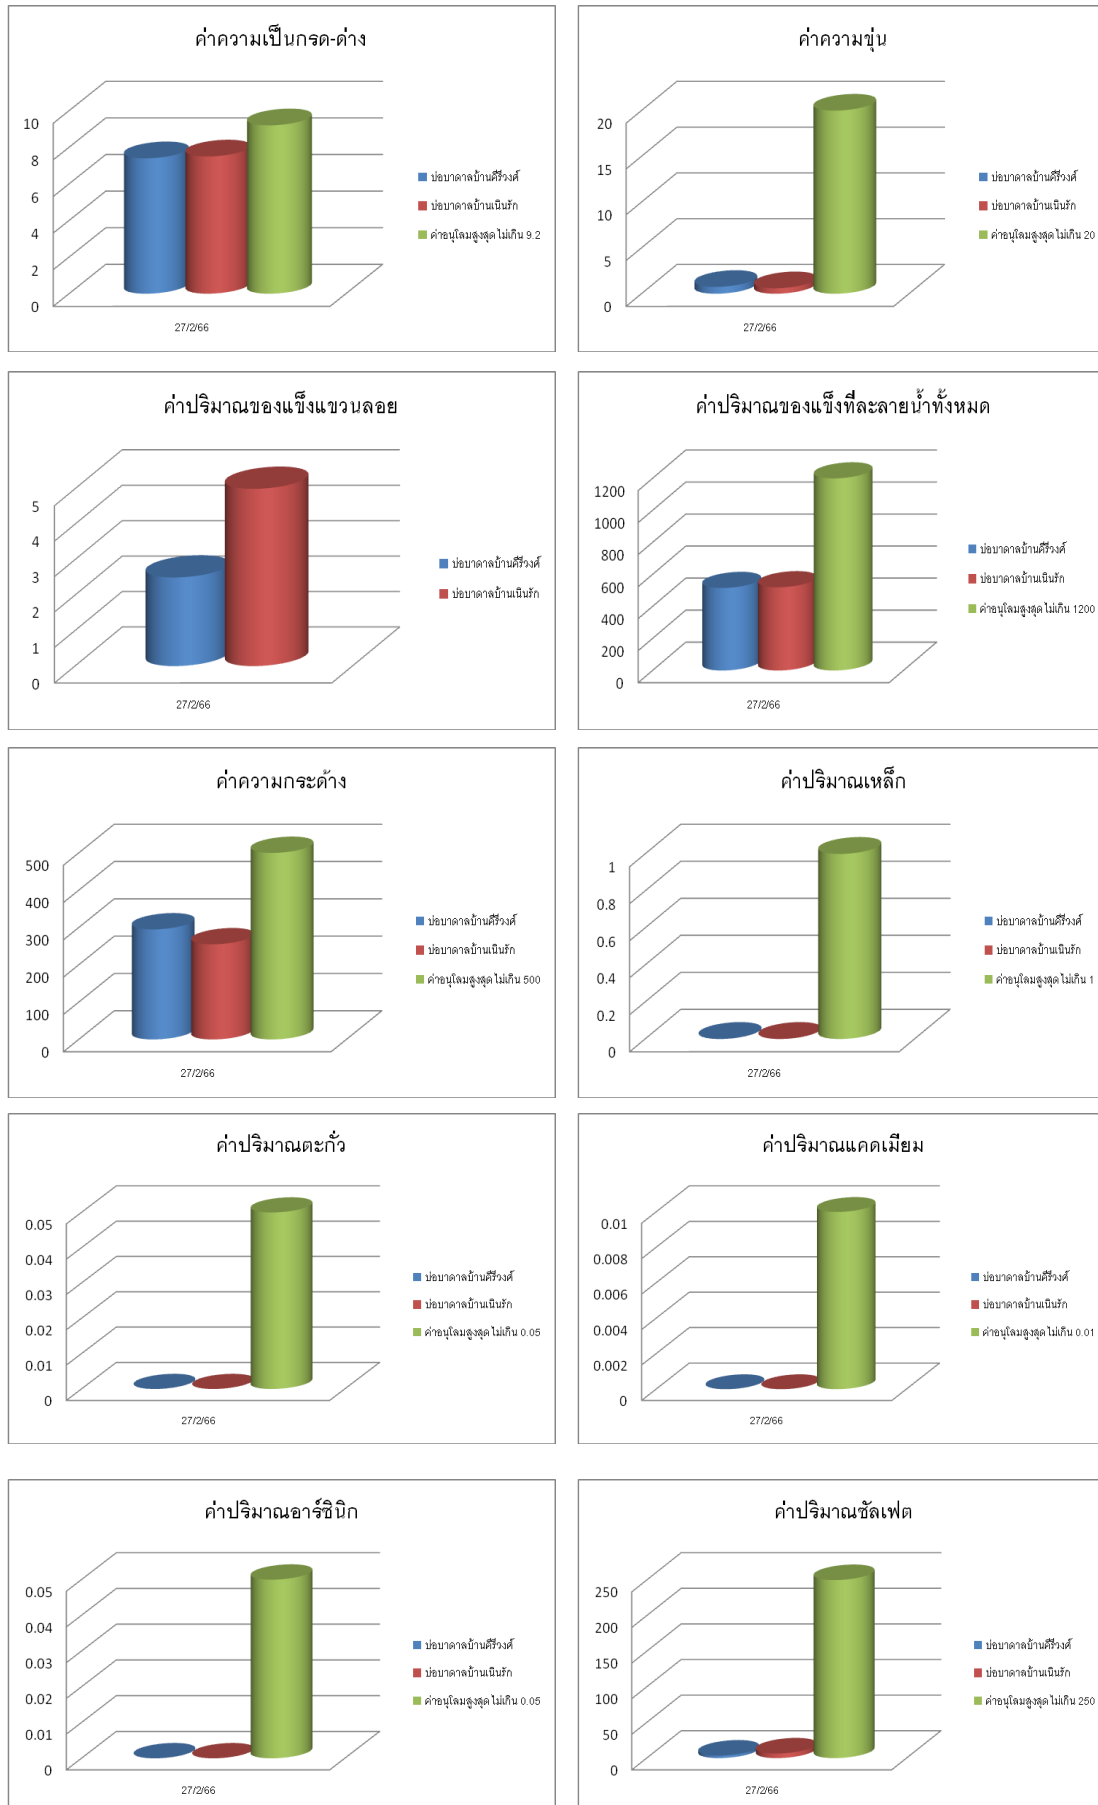 ค่าความเป็นกรด-ด่าง
10
8
6
4
2
0
27/2/66
บ่อบาดาลบ้านคีรีวงศ์
บ่อบาดาลบ้านเนินรัก
ค่าอนุโลมสูงสุด ไม่เกิน 9.2
ค่าความขุ่น
20
15
10
5
0
27/2/66
บ่อบาดาลบ้านคีรีวงศ์
บ่อบาดาลบ้านเนินรัก
ค่าอนุโลมสูงสุด ไม่เกิน 20
ค่าปริมาณของแข็งแขวนลอย
5
4
3
2
1
0
27/2/66
บ่อบาดาลบ้านคีรีวงศ์
บ่อบาดาลบ้านเนินรัก
ค่าปริมาณของแข็งที่ละลายน้ำทั้งหมด
1200
1000
800
600
400
200
0
27/2/66
บ่อบาดาลบ้านคีรีวงศ์
บ่อบาดาลบ้านเนินรัก
ค่าอนุโลมสูงสุด ไม่เกิน 1200
ค่าความกระด้าง
500
400
300
200
100
0
27/2/66
บ่อบาดาลบ้านคีรีวงศ์
บ่อบาดาลบ้านเนินรัก
ค่าอนุโลมสูงสุด ไม่เกิน 500
ค่าปริมาณเหล็ก
1
0.8
0.6
0.4
0.2
0
27/2/66
บ่อบาดาลบ้านคีรีวงศ์
บ่อบาดาลบ้านเนินรัก
ค่าอนุโลมสูงสุด ไม่เกิน 1
ค่าปริมาณตะกั่ว
0.05
0.04
0.03
0.02
0.01
0
27/2/66
บ่อบาดาลบ้านคีรีวงศ์
บ่อบาดาลบ้านเนินรัก
ค่าอนุโลมสูงสุด ไม่เกิน 0.05
ค่าปริมาณแคดเมียม
0.01
0.008
0.006
0.004
0.002
0
27/2/66
บ่อบาดาลบ้านคีรีวงศ์
บ่อบาดาลบ้านเนินรัก
ค่าอนุโลมสูงสุด ไม่เกิน 0.01
ค่าปริมาณอาร์ซินิก
0.05
0.04
0.03
0.02
0.01
0
27/2/66
บ่อบาดาลบ้านคีรีวงศ์
บ่อบาดาลบ้านเนินรัก
ค่าอนุโลมสูงสุด ไม่เกิน 0.05
ค่าปริมาณซัลเฟต
250
200
150
100
50
0
27/2/66
บ่อบาดาลบ้านคีรีวงศ์
บ่อบาดาลบ้านเนินรัก
ค่าอนุโลมสูงสุด ไม่เกิน 250